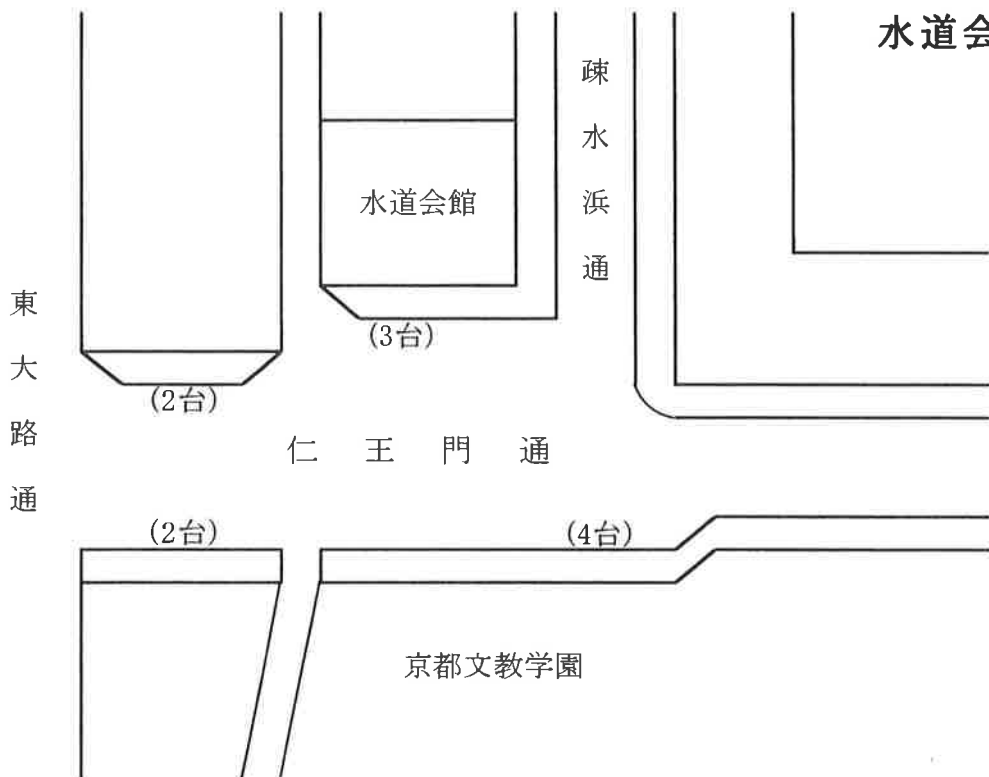 水道会
疎水浜通
水道会館
東大路通
(3台)
(2台)
仁王門通
(2台)
(4台)
京都文教学園